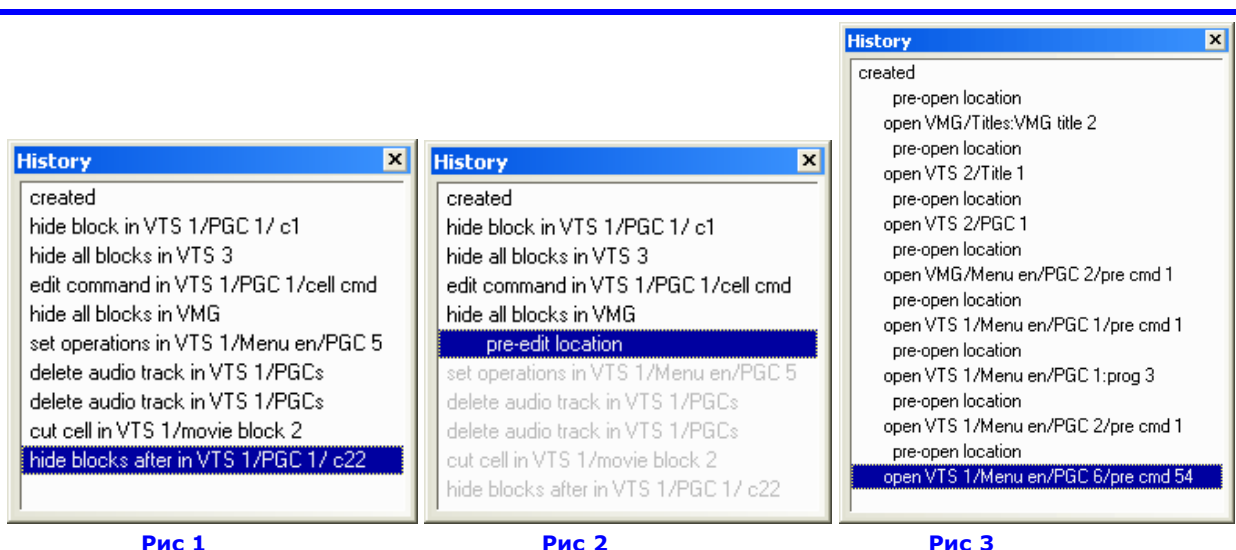 History
created
hide block in VTS 1/PGC 1/ c1
hide all blocks in VTS 3
edit command in VTS 1/PGC 1/cell cmd
hide all blocks in VMG
set operations in VTS 1/Menu en/PGC 5
delete audio track in VTS 1/PGCs
delete audio track in VTS 1/PGCs
cut cell in VTS 1/movie block 2
hide blocks after in VTS 1/PGC 1/ c22
Рис 1
History
created
hide block in VTS 1/PGC 1/ c1
hide all blocks in VTS 3
edit command in VTS 1/PGC 1/cell cmd
hide all blocks in VMG
pre-edit location
set operations in VTS 1/Menu en/PGC 5
delete audio track in VTS 1/PGCs
delete audio track in VTS 1/PGCs
cut cell in VTS 1/movie block 2
hide blocks after in VTS 1/PGC 1/ c22
Рис 2
History
created
pre-open location
open VMG/Titles:VMG title 2
pre-open location
open VTS 2/Title 1
pre-open location
open VTS 2/PGC 1
pre-open location
open VMG/Menu en/PGC 2/pre cmd 1
pre-open location
open VTS 1/Menu en/PGC 1/pre cmd 1
pre-open location
open VTS 1/Menu en/PGC 1:prog 3
pre-open location
open VTS 1/Menu en/PGC 2/pre cmd 1
pre-open location
open VTS 1/Menu en/PGC 6/pre cmd 54
Рис 3